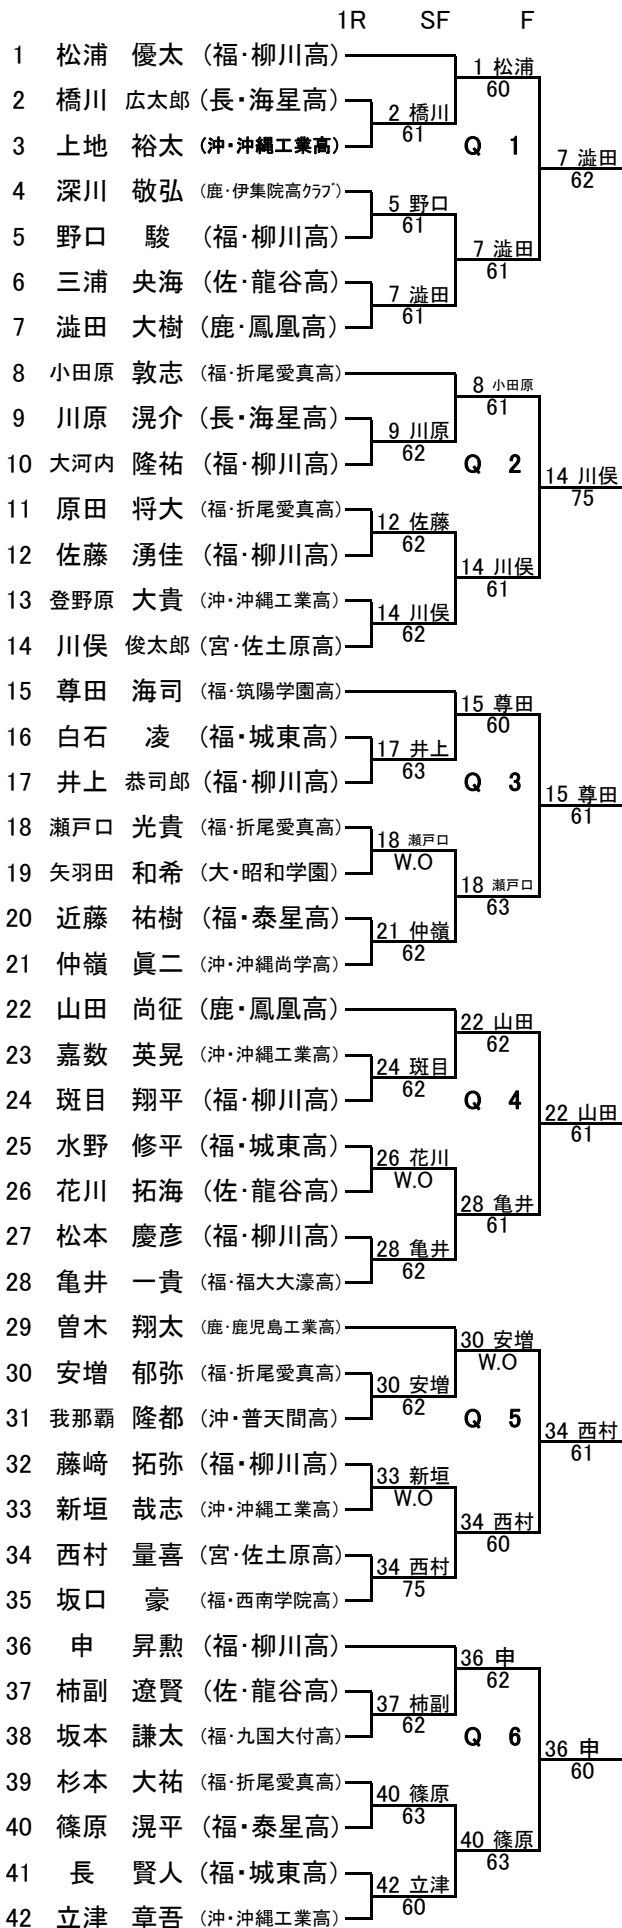 1R SF F
1 松浦 優太 (福・柳川高)
1 松浦
60
2 橋川 広太郎 (長・海星高)
2 橋川
61
3 上地 裕太 (沖・沖縄工業高)
Q 1
7 澁田
62
4 深川 敬弘 (鹿・伊集院高クラブ)
5 野口
61
5 野口 駿 (福・柳川高)
7 澁田
61
6 三浦 央海 (佐・龍谷高)
7 澁田
61
7 澁田 大樹 (鹿・鳳凰高)
8 小田原 敦志 (福・折尾愛真高)
8 小田原
61
9 川原 滉介 (長・海星高)
9 川原
62
10 大河内 隆祐 (福・柳川高)
Q 2
14 川俣
75
11 原田 将大 (福・折尾愛真高)
12 佐藤
62
12 佐藤 湧佳 (福・柳川高)
14 川俣
61
13 登野原 大貴 (沖・沖縄工業高)
14 川俣
62
14 川俣 俊太郎 (宮・佐土原高)
15 尊田 海司 (福・筑陽学園高)
15 尊田
60
16 白石 凌 (福・城東高)
17 井上
63
17 井上 恭司郎 (福・柳川高)
Q 3
15 尊田
61
18 瀬戸口 光貴 (福・折尾愛真高)
18 瀬戸口
W.O
19 矢羽田 和希 (大・昭和学園)
18 瀬戸口
63
20 近藤 祐樹 (福・泰星高)
21 仲嶺
62
21 仲嶺 眞二 (沖・沖縄尚学高)
22 山田 尚征 (鹿・鳳凰高)
22 山田
62
23 嘉数 英晃 (沖・沖縄工業高)
24 斑目
62
24 斑目 翔平 (福・柳川高)
Q 4
22 山田
61
25 水野 修平 (福・城東高)
26 花川
W.O
26 花川 拓海 (佐・龍谷高)
28 亀井
61
27 松本 慶彦 (福・柳川高)
28 亀井
62
28 亀井 一貴 (福・福大大濠高)
29 曽木 翔太 (鹿・鹿児島工業高)
30 安増
W.O
30 安増 郁弥 (福・折尾愛真高)
30 安増
62
31 我那覇 隆都 (沖・普天間高)
Q 5
34 西村
61
32 藤﨑 拓弥 (福・柳川高)
33 新垣
W.O
33 新垣 哉志 (沖・沖縄工業高)
34 西村
60
34 西村 量喜 (宮・佐土原高)
34 西村
75
35 坂口 豪 (福・西南学院高)
36 申 昇勲 (福・柳川高)
36 申
62
37 柿副 遼賢 (佐・龍谷高)
37 柿副
62
38 坂本 謙太 (福・九国大付高)
Q 6
36 申
60
39 杉本 大祐 (福・折尾愛真高)
40 篠原
63
40 篠原 滉平 (福・泰星高)
40 篠原
63
41 長 賢人 (福・城東高)
42 立津
60
42 立津 章吾 (沖・沖縄工業高)